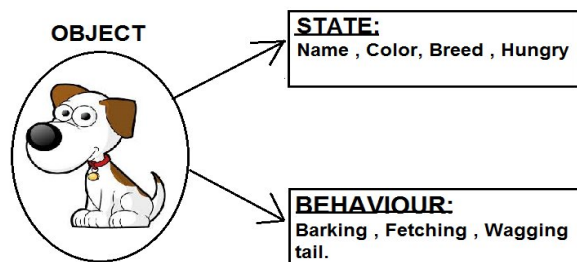 OBJECT
STATE:
Name , Color, Breed , Hungry
BEHAVIOUR:
Barking , Fetching , Wagging
tail.